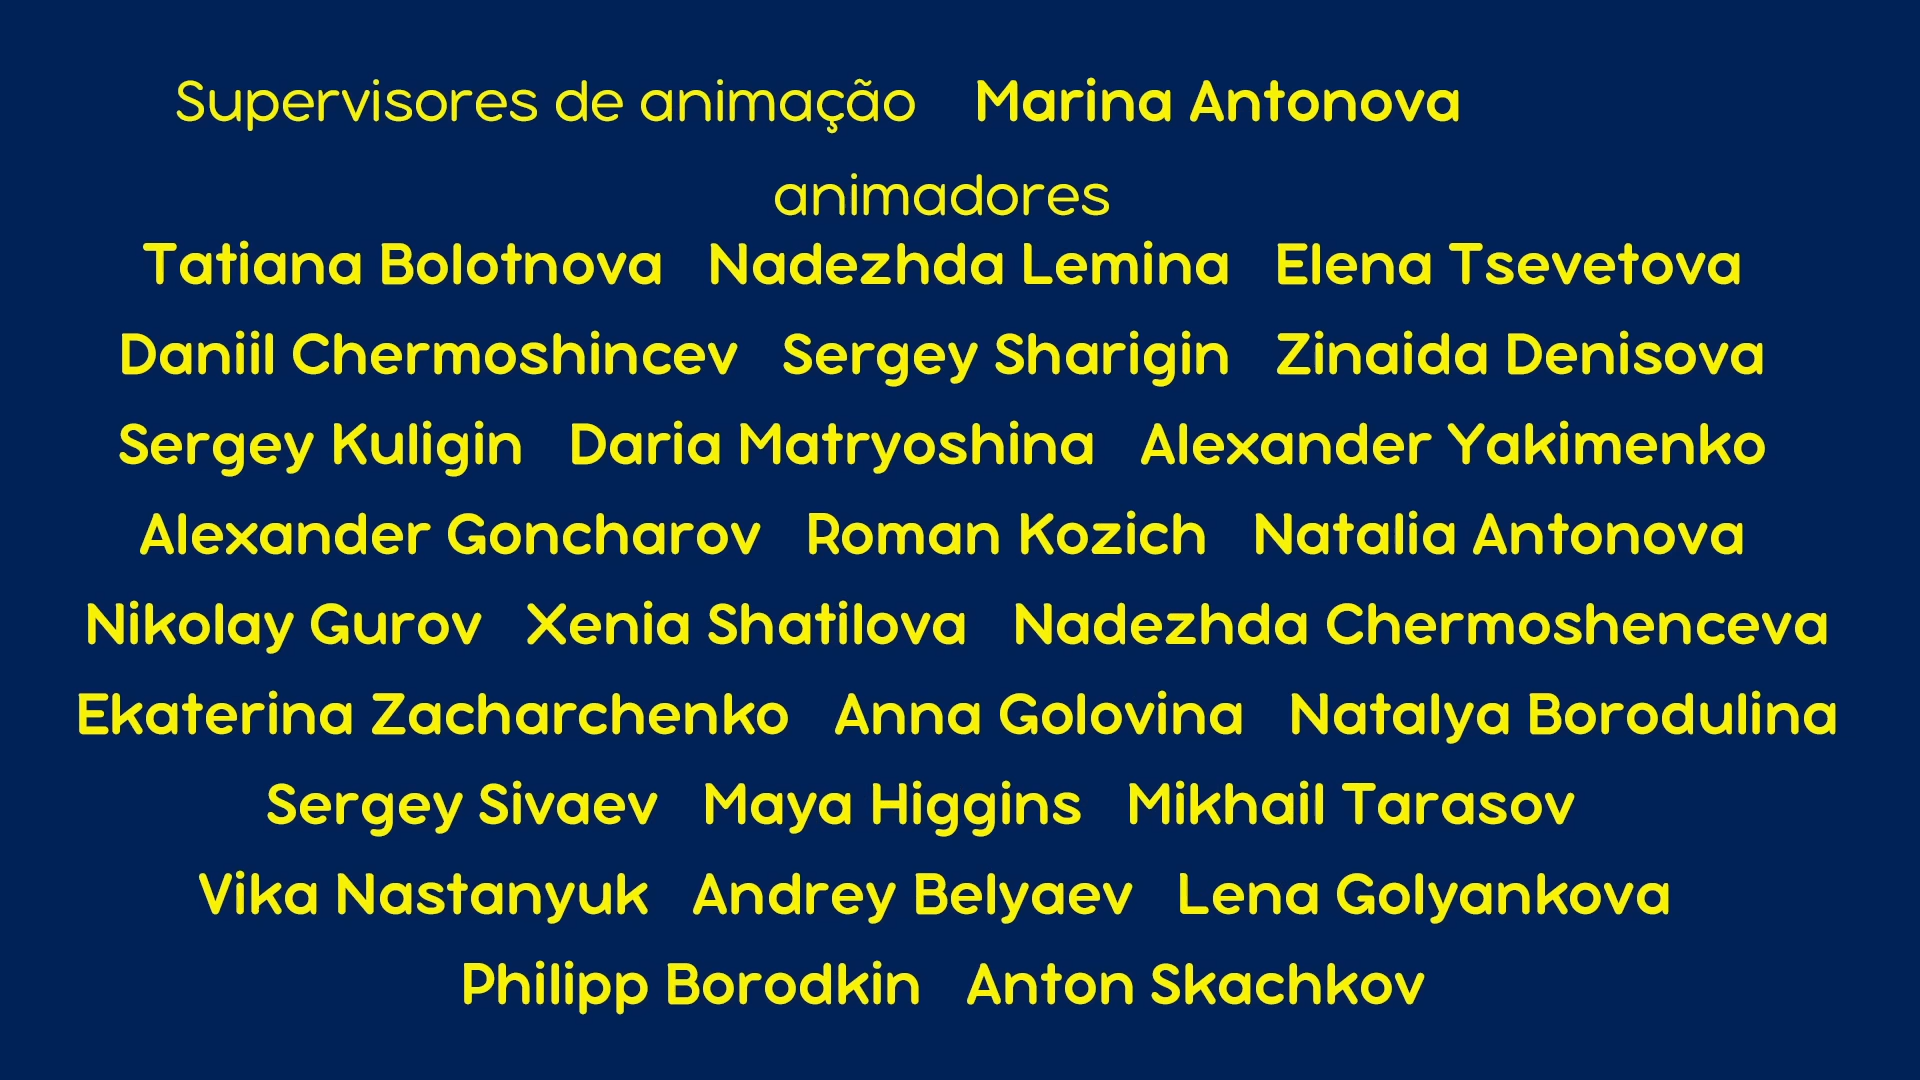 Supervisores de animação Marina Antonova
animadores
Tatiana Bolotnova Nadezhda Lemina Elena Tsevetova
Daniil Chermoshincev Sergey Sharigin Zinaida Denisova
Sergey Kuligin Daria Matryoshina Alexander Yakimenko
Alexander Goncharov Roman Kozich Natalia Antonova
Nikolay Gurov Xenia Shatilova Nadezhda Chermoshenceva
Ekaterina Zacharchenko Anna Golovina Natalya Borodulina
Sergey Sivaev Maya Higgins Mikhail Tarasov
Vika Nastanyuk Andrey Belyaev Lena Golyankova
Philipp Borodkin Anton Skachkov